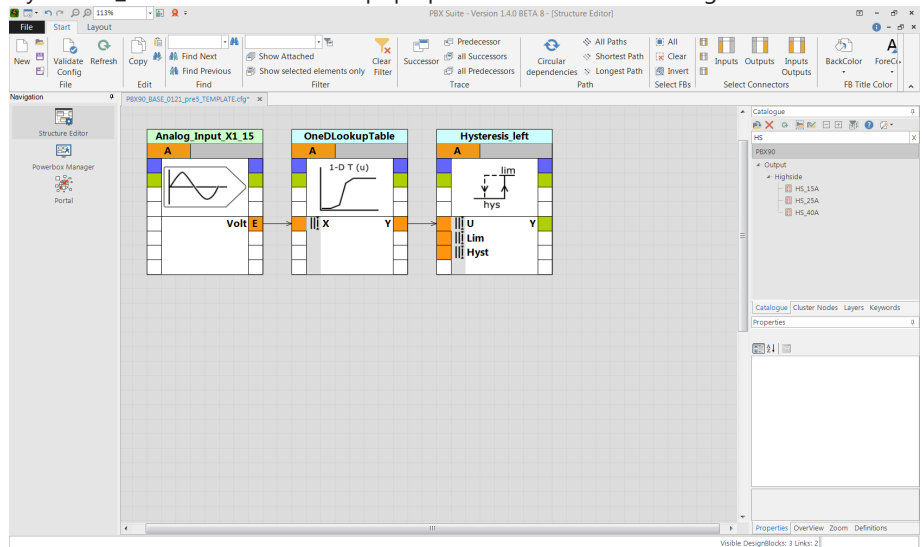 113%
PBX Suite - Version 1.4.0 BETA 8 - [Structure Editor]
File Start Layout
New
Validate Config
Refresh
File
Copy
Edit
Find Next
Find Previous
Find
Show Attached
Show selected elements only
Clear Filter
Filter
Successor
Predecessor
all Successors
all Predecessors
Trace
Circular dependencies
All Paths
Shortest Path
Longest Path
Path
All
Clear
Invert
Select FBs
Inputs
Outputs
Inputs Outputs
Select Connectors
BackColor
ForeCo
FB Title Color
Navigation
Structure Editor
Powerbox Manager
Portal
PBX90_BASE_0121_pre5_TEMPLATE.cfg* x
Analog_Input_X1_15
A
Volt E
OneDLookupTable
A
1-D T (u)
X Y
Hysteresis_left
A
lim
hys
U Y
Lim
Hyst
Catalogue
HS X
PBX90
Output
Highside
HS_15A
HS_25A
HS_40A
Catalogue Cluster Nodes Layers Keywords
Properties
Properties OverView Zoom Definitions
Visible DesignBlocks: 3 Links: 2